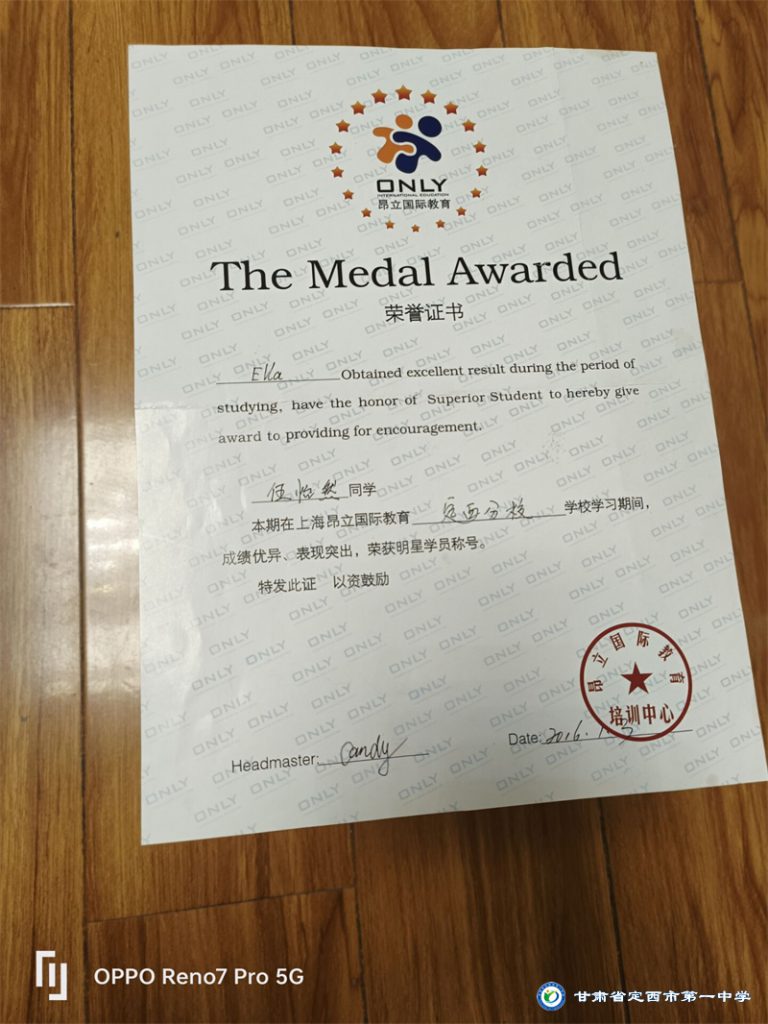 ONLY
INTERNATIONAL EDUCATION
昂立国际教育
The Medal Awarded
荣誉证书
Ella Obtained excellent result during the period of
studying, have the honor of Superior Student to hereby give
award to providing for encouragement.
伍怡然 同学
本期在上海昂立国际教育 定西分校 学校学习期间,
成绩优异、表现突出，荣获明星学员称号。
特发此证 以资鼓励
昂立国际教育
培训中心
Headmaster: Candy
Date: 2016.
OPPO Reno7 Pro 5G
甘肃省定西市第一中学